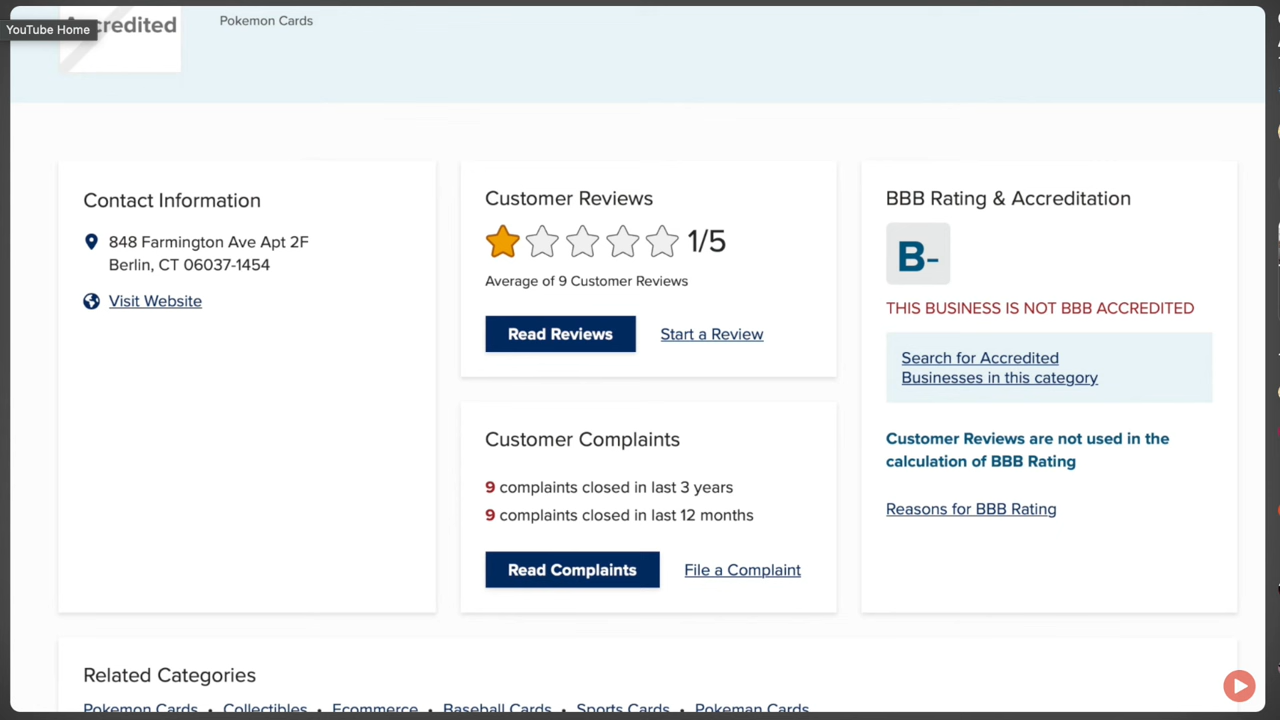 Accredited
Pokemon Cards
YouTube Home
Contact Information
848 Farmington Ave Apt 2F
Berlin, CT 06037-1454
Visit Website
Customer Reviews
1/5
Average of 9 Customer Reviews
Read Reviews
Start a Review
Customer Complaints
9 complaints closed in last 3 years
9 complaints closed in last 12 months
Read Complaints
File a Complaint
BBB Rating & Accreditation
B-
THIS BUSINESS IS NOT BBB ACCREDITED
Search for Accredited
Businesses in this category
Customer Reviews are not used in the
calculation of BBB Rating
Reasons for BBB Rating
Related Categories
Pokemon Cards • Collectibles • Ecommerce • Baseball Cards • Sports Cards • Pokeman Cards